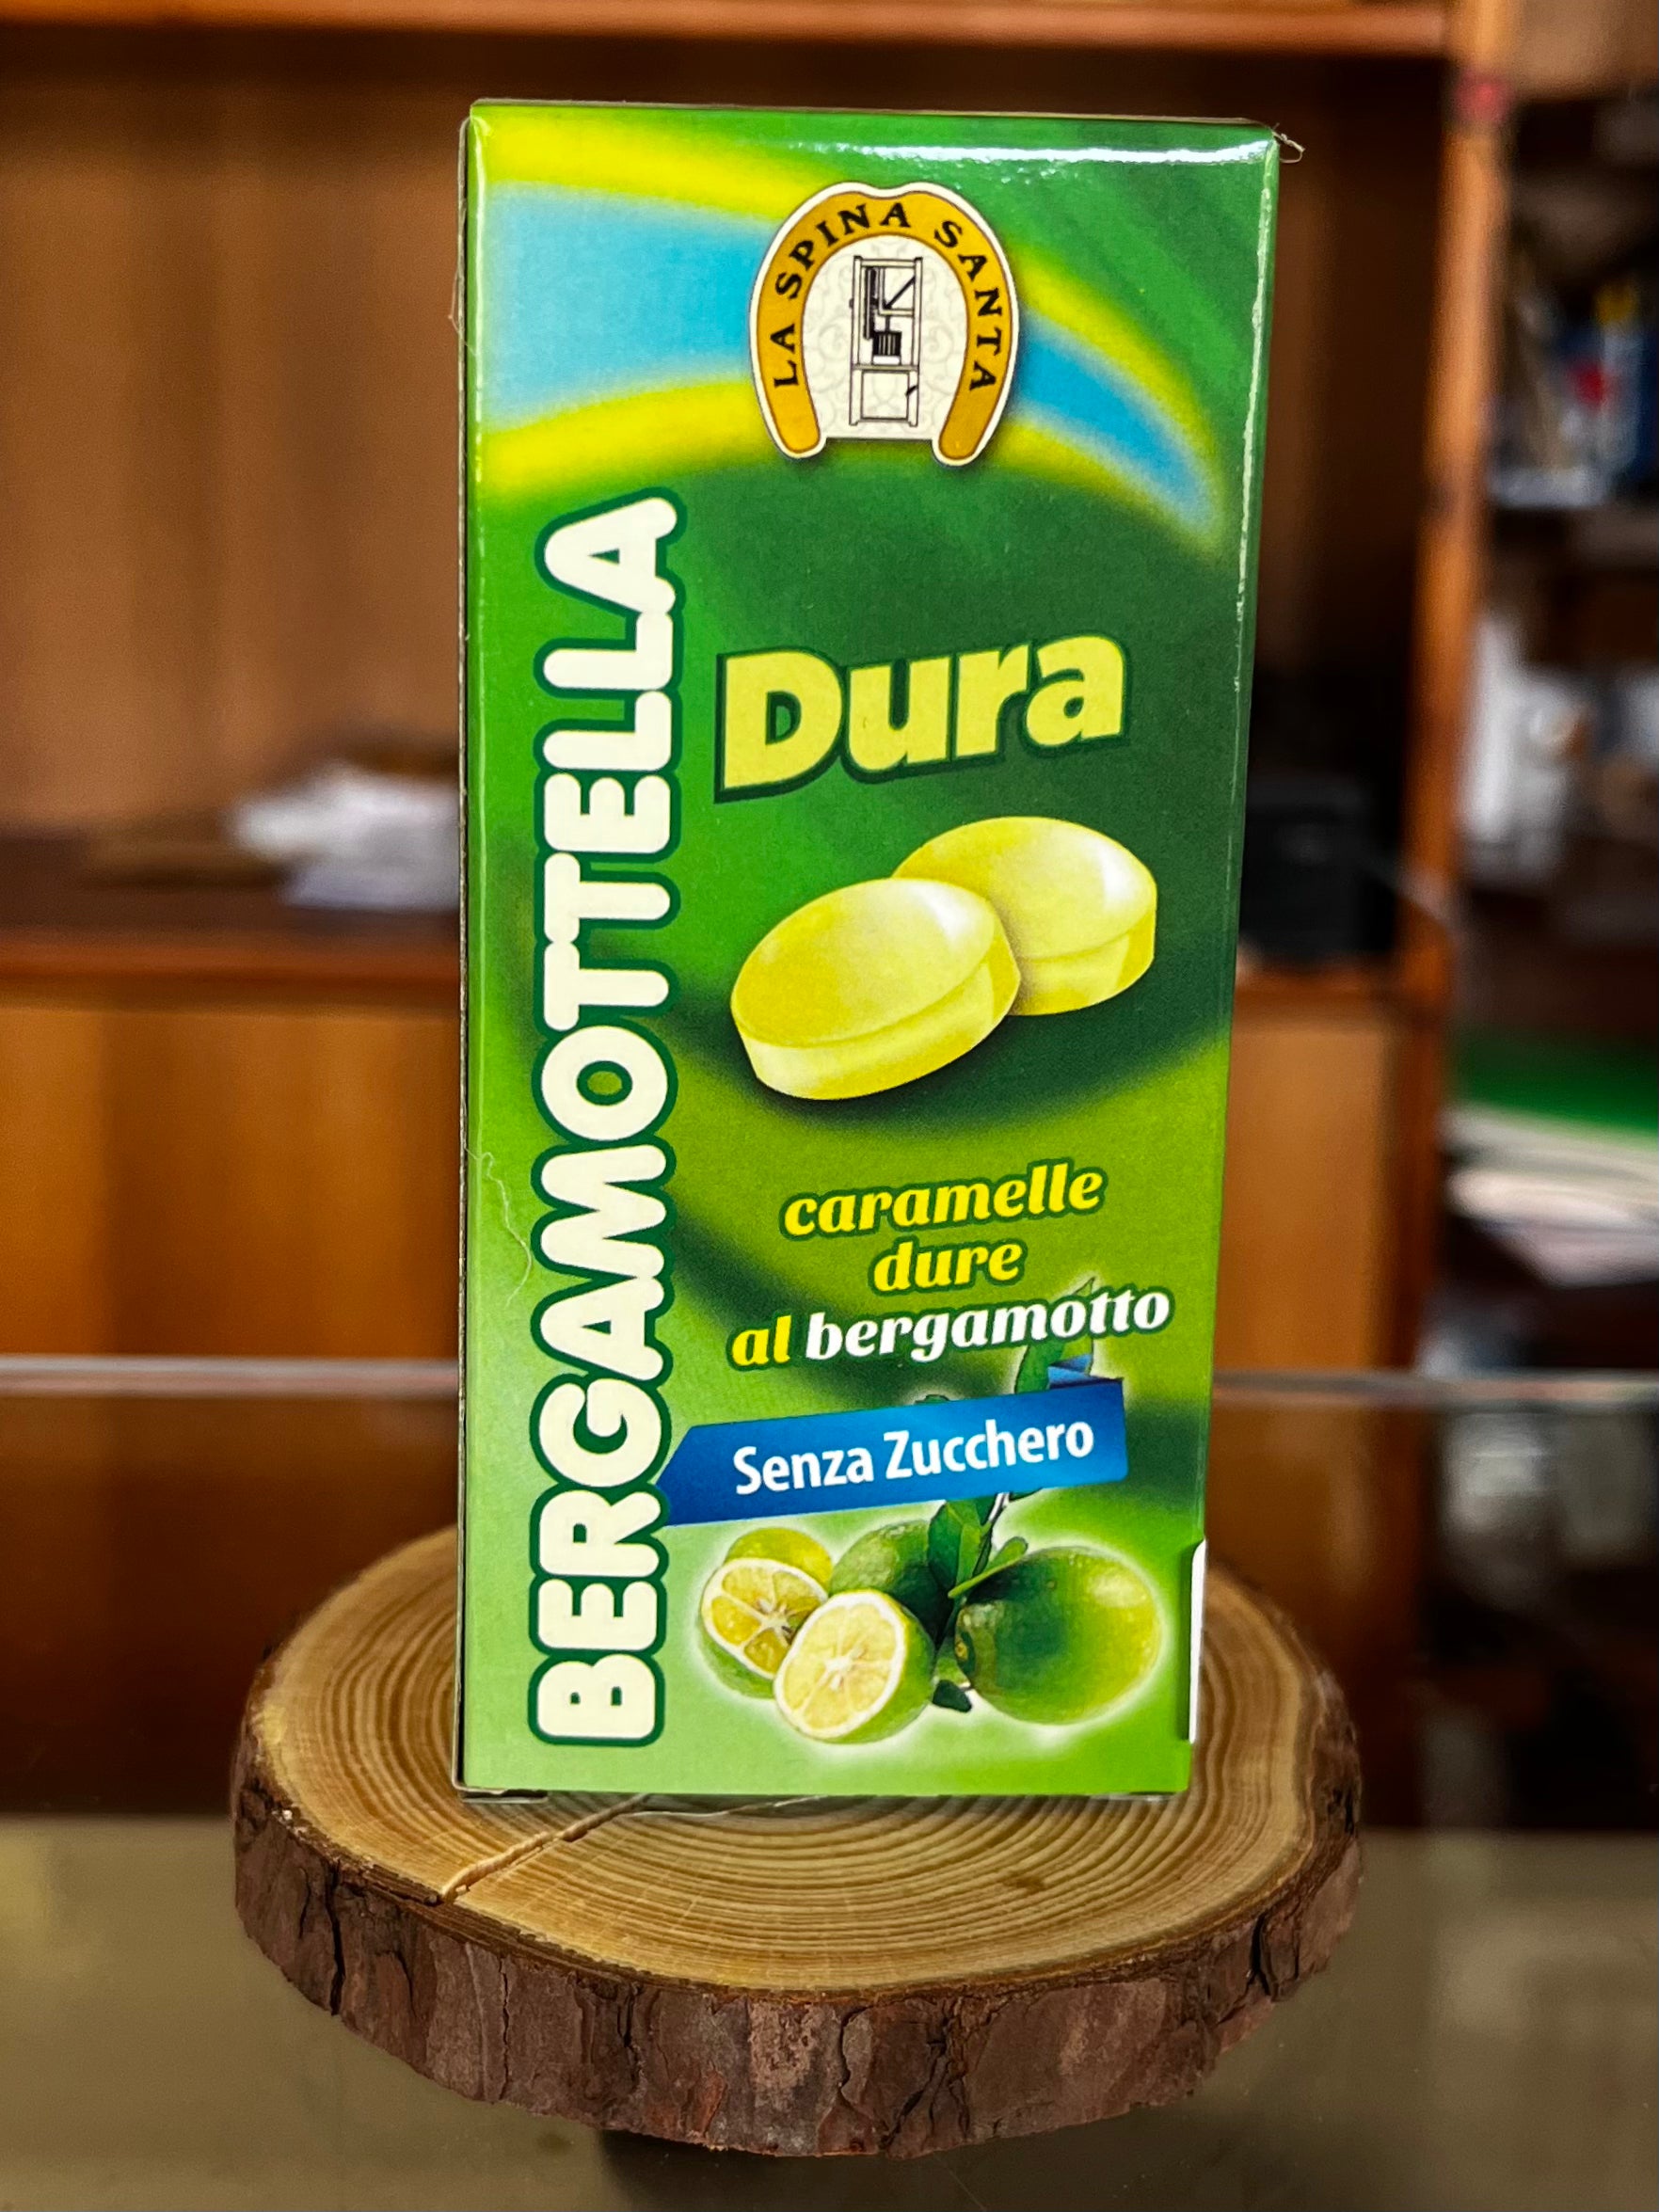 LA SPINA SANTA
BERGAMOTTELLA
Dura
caramelle
dure
al bergamotto
Senza Zucchero